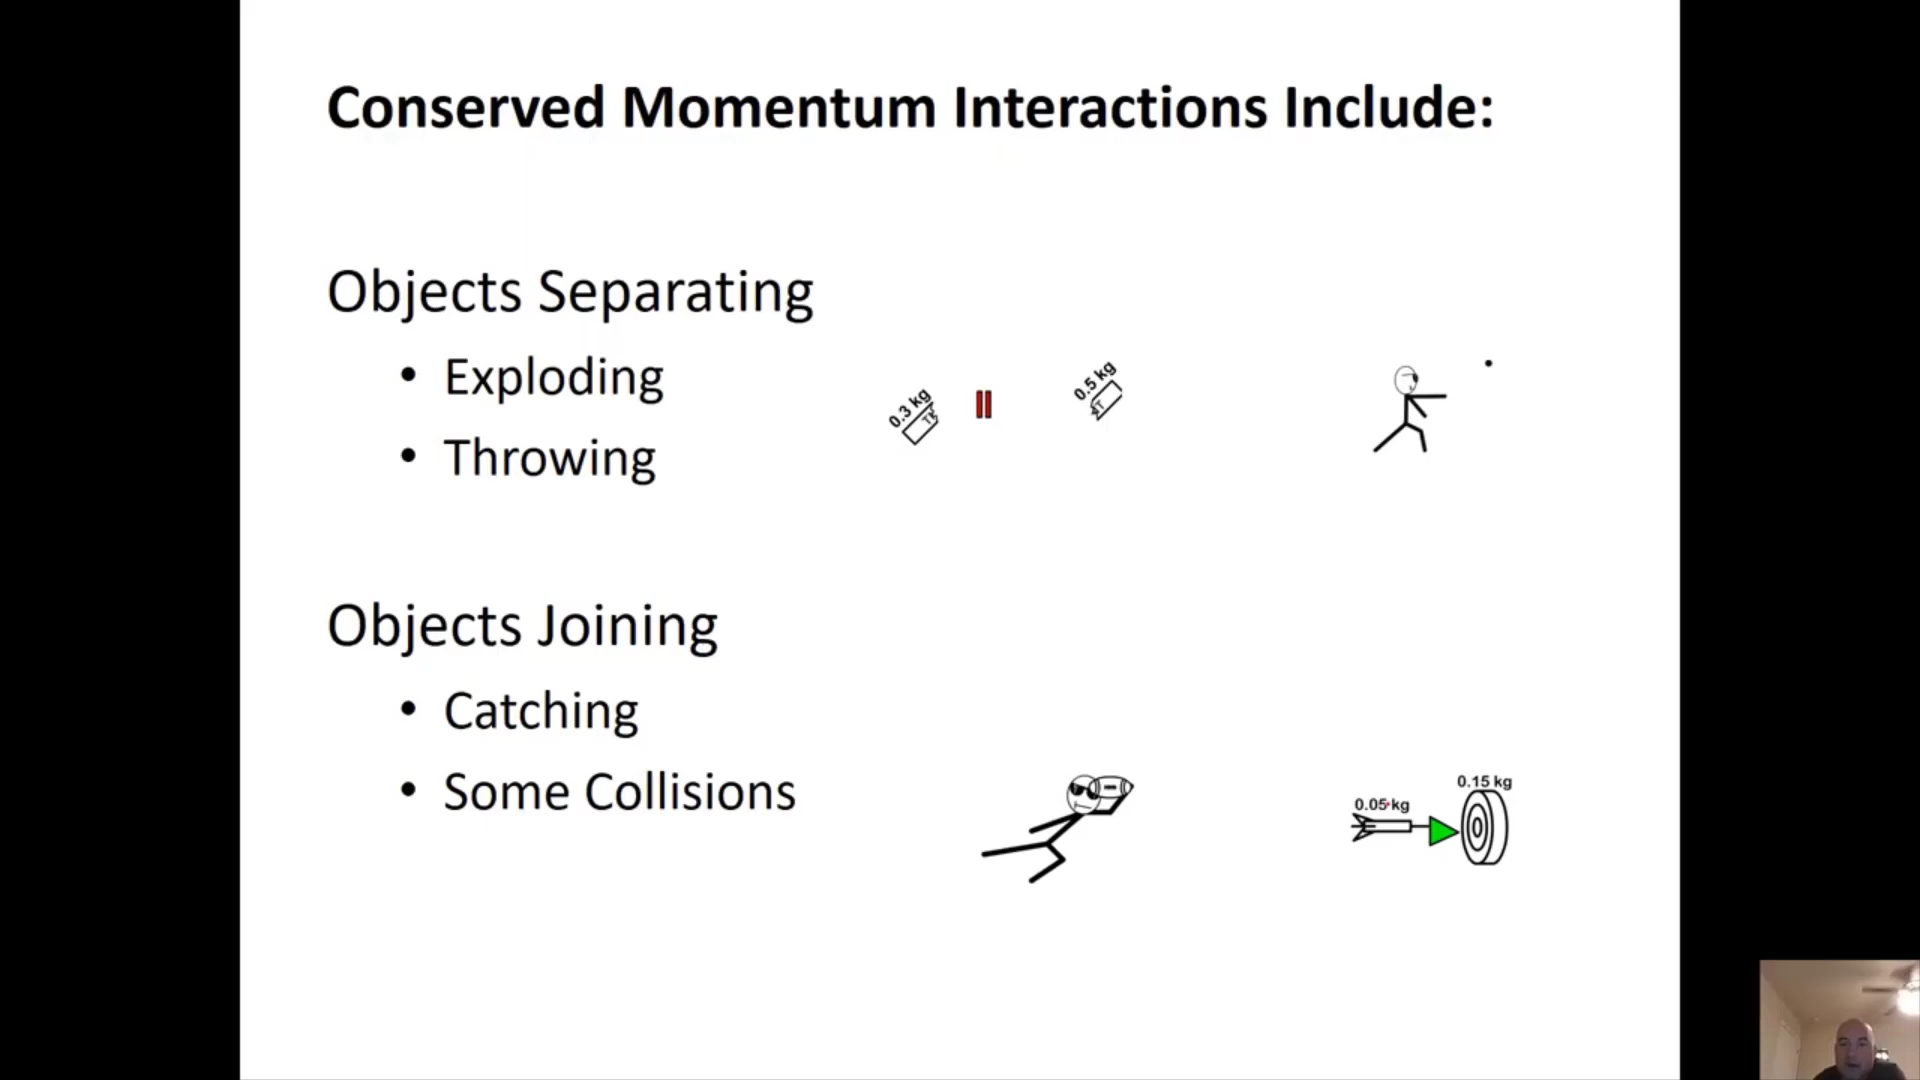 Conserved Momentum Interactions Include:
Objects Separating
• Exploding
• Throwing
0.3 kg
0.5 kg
Objects Joining
• Catching
• Some Collisions
0.05 kg
0.15 kg